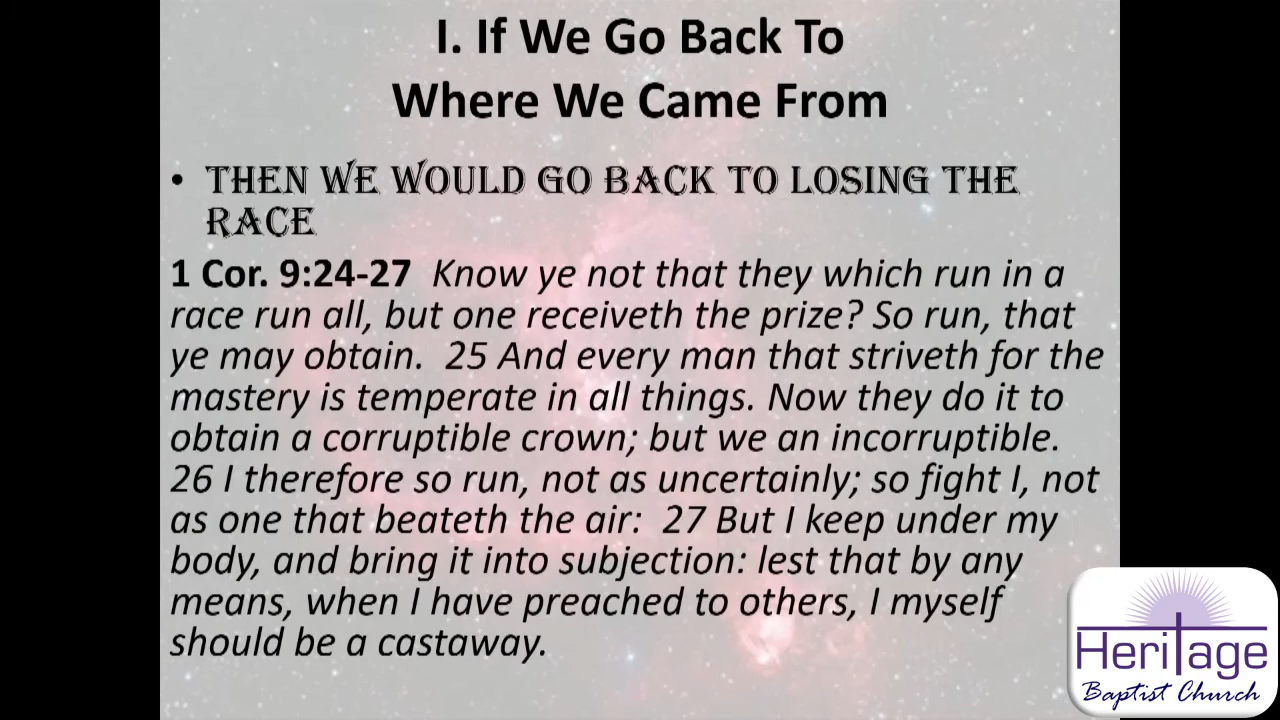 I. If We Go Back To
Where We Came From
• THEN WE WOULD GO BACK TO LOSING THE
RACE
1 Cor. 9:24-27 Know ye not that they which run in a
race run all, but one receiveth the prize? So run, that
ye may obtain. 25 And every man that striveth for the
mastery is temperate in all things. Now they do it to
obtain a corruptible crown; but we an incorruptible.
26 I therefore so run, not as uncertainly; so fight I, not
as one that beateth the air: 27 But I keep under my
body, and bring it into subjection: lest that by any
means, when I have preached to others, I myself
should be a castaway.
Heritage
Baptist Church